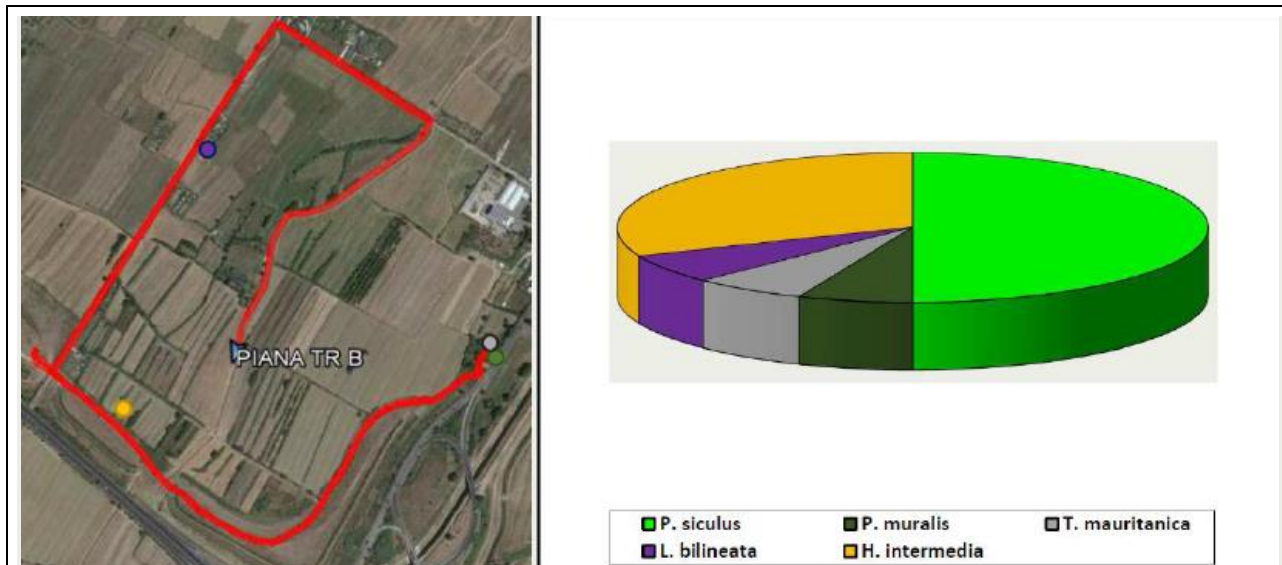 PIANA TR B
P. siculus P. muralis T. mauritanica
L. bilineata H. intermedia